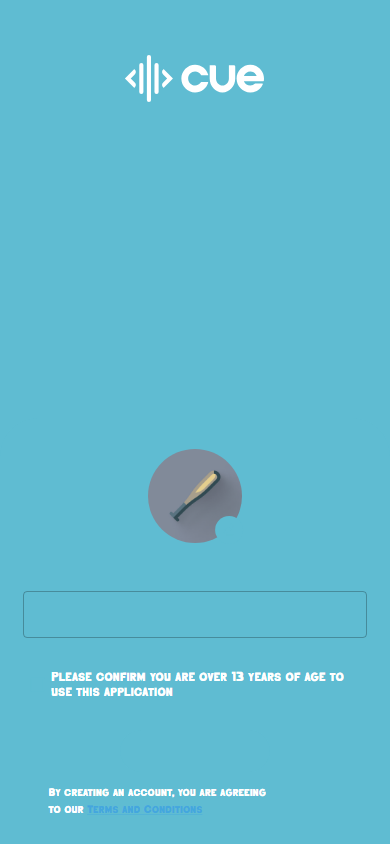 cue
Please confirm you are over 13 years of age to
use this application
By creating an account, you are agreeing
to our Terms and Conditions